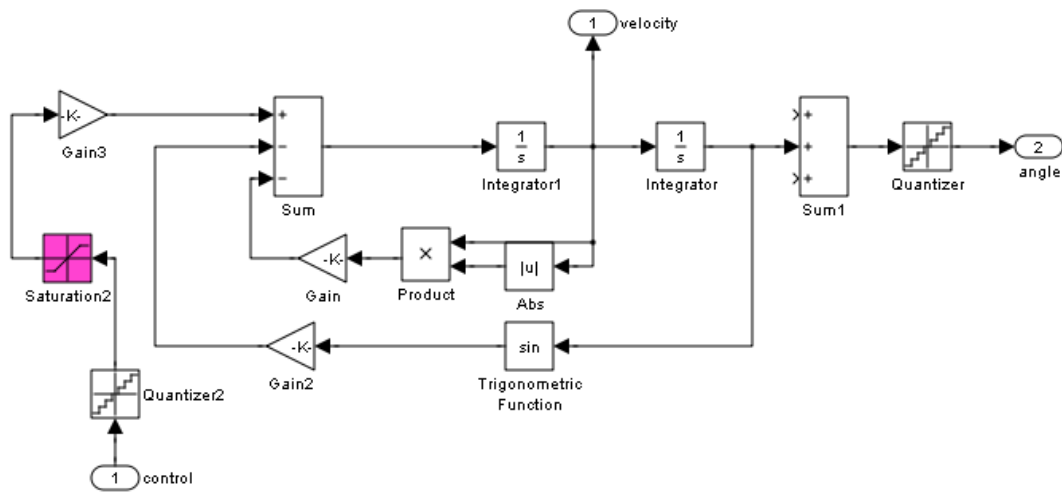 1
velocity
-K-
Gain3
+
−
−
Sum
1
s
Integrator1
1
s
Integrator
+
+
+
Sum1
Quantizer
2
angle
Saturation2
-K-
Gain
×
Product
|u|
Abs
-K-
Gain2
sin
Trigonometric
Function
Quantizer2
1
control